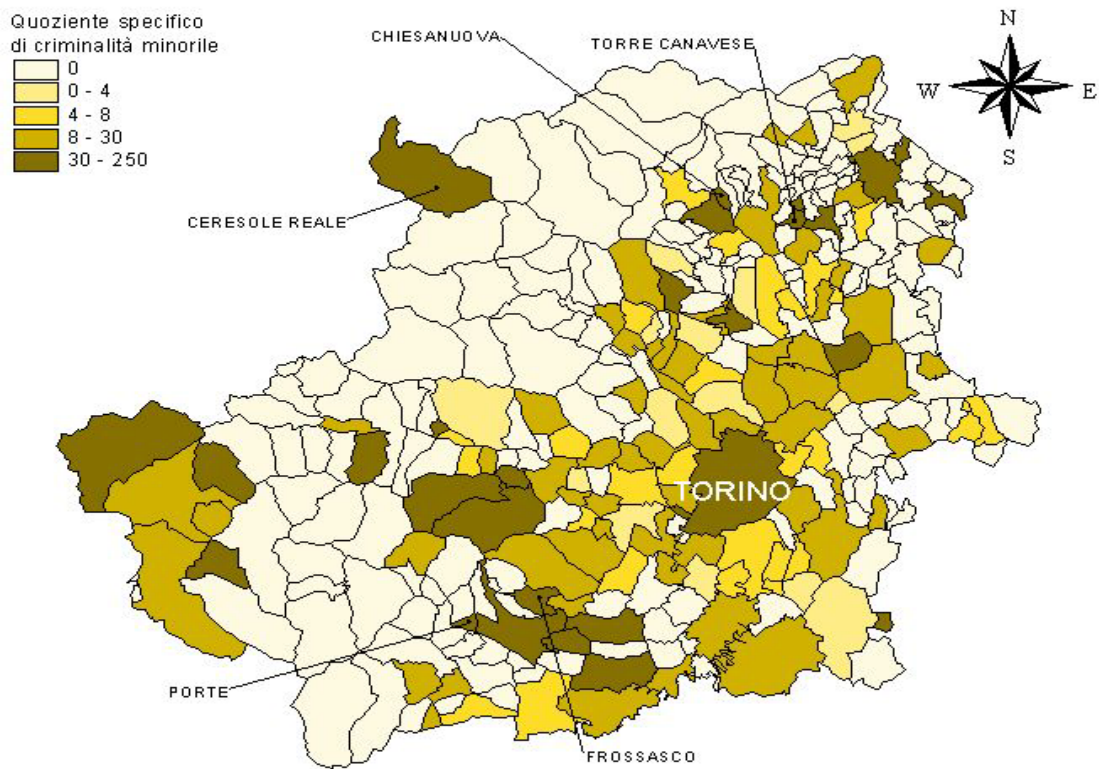 Quoziente specifico
di criminalità minorile
0
0 - 4
4 - 8
8 - 30
30 - 250
CHIESANUOVA
TORRE CANAVESE
N
W
E
S
CERESOLE REALE
TORINO
PORTE
FROSSASCO